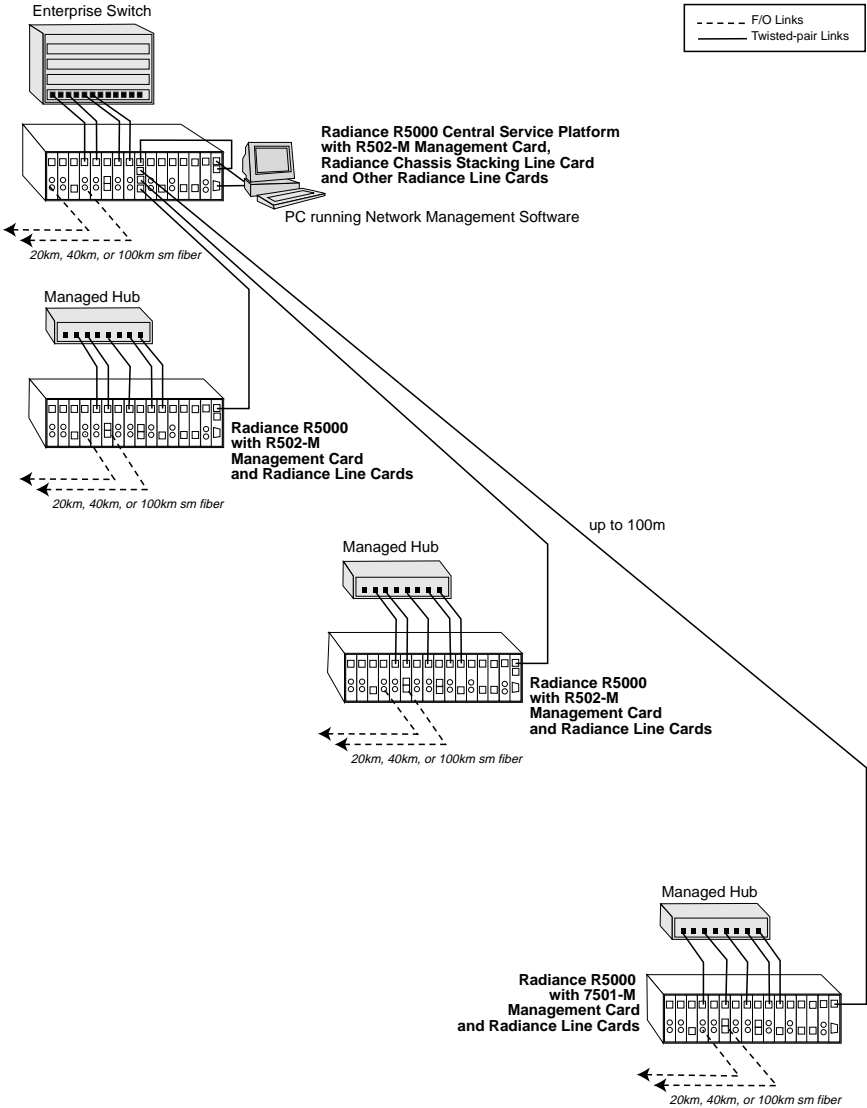 Enterprise Switch
F/O Links
Twisted-pair Links
Radiance R5000 Central Service Platform
with R502-M Management Card,
Radiance Chassis Stacking Line Card
and Other Radiance Line Cards
PC running Network Management Software
20km, 40km, or 100km sm fiber
Managed Hub
Radiance R5000
with R502-M
Management Card
and Radiance Line Cards
20km, 40km, or 100km sm fiber
up to 100m
Managed Hub
Radiance R5000
with R502-M
Management Card
and Radiance Line Cards
20km, 40km, or 100km sm fiber
Managed Hub
Radiance R5000
with 7501-M
Management Card
and Radiance Line Cards
20km, 40km, or 100km sm fiber